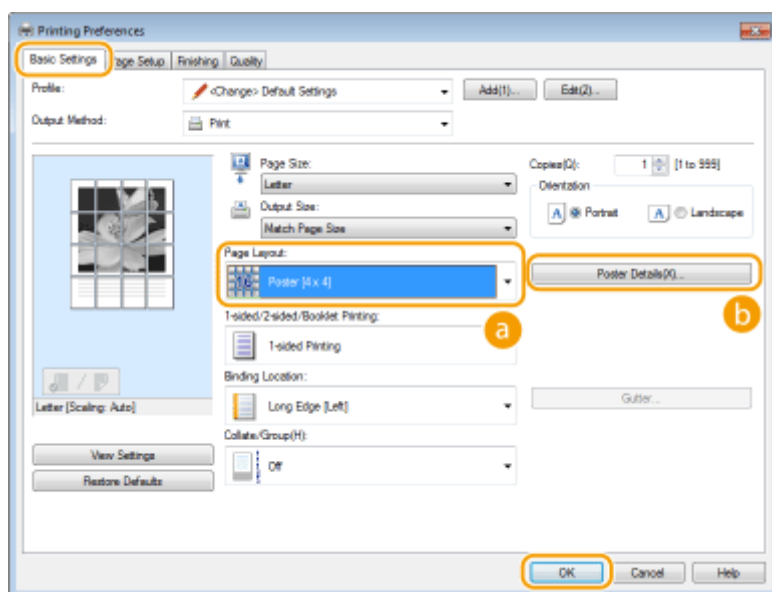 Printing Preferences
Basic Settings Page Setup Finishing Quality
Profile: <Change> Default Settings Add(1)... Edit(2)...
Output Method: Print
Page Size: Copies(Q): 1 [1 to 999]
Letter Orientation
Output Size: A Portrait A Landscape
Match Page Size
Page Layout:
16 Poster [4 x 4] Poster Details(X)...
a b
1-sided/2-sided/Booklet Printing:
1-sided Printing
Binding Location:
Letter [Scaling: Auto] Long Edge [Left] Gutter...
Collate/Group(H):
View Settings Off
Restore Defaults
OK Cancel Help